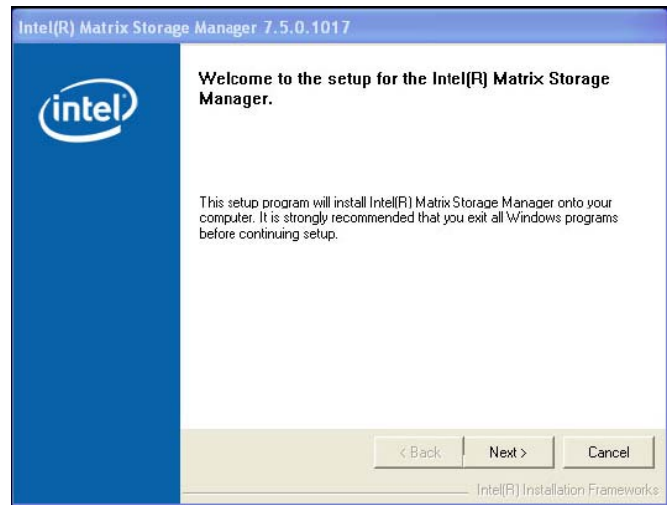 Intel(R) Matrix Storage Manager 7.5.0.1017
intel
Welcome to the setup for the Intel(R) Matrix Storage
Manager.
This setup program will install Intel(R) Matrix Storage Manager onto your
computer. It is strongly recommended that you exit all Windows programs
before continuing setup.
< Back
Next >
Cancel
Intel(R) Installation Frameworks